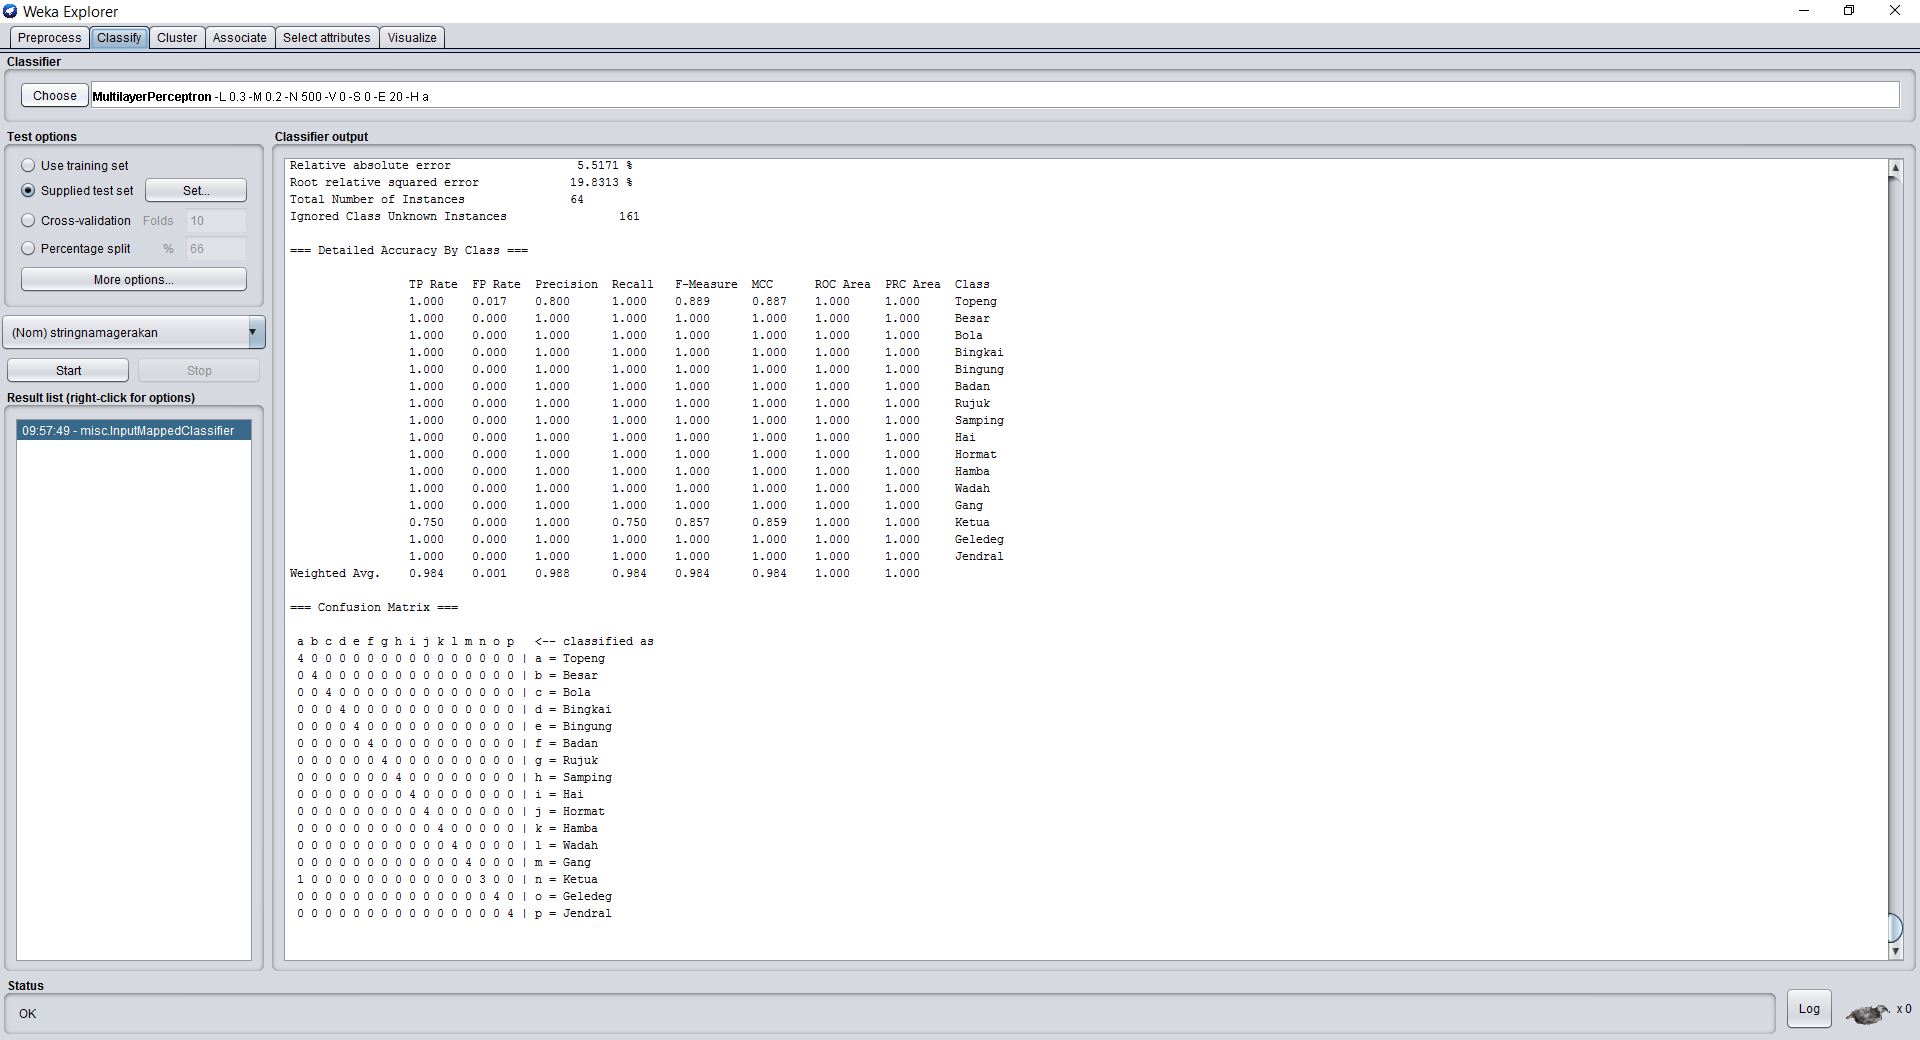 Weka Explorer
Preprocess Classify Cluster Associate Select attributes Visualize
Classifier
Choose MultilayerPerceptron -L 0.3 -M 0.2 -N 500 -V 0 -S 0 -E 20 -H a
Test options
Use training set
Supplied test set Set...
Cross-validation Folds 10
Percentage split % 66
More options...
(Nom) stringnamagerakan
Start Stop
Result list (right-click for options)
09:57:49 - misc.InputMappedClassifier
Classifier output
Relative absolute error 5.5171 %
Root relative squared error 19.8313 %
Total Number of Instances 64
Ignored Class Unknown Instances 161
=== Detailed Accuracy By Class ===
TP Rate FP Rate Precision Recall F-Measure MCC ROC Area PRC Area Class
1.000 0.017 0.800 1.000 0.889 0.887 1.000 1.000 Topeng
1.000 0.000 1.000 1.000 1.000 1.000 1.000 1.000 Besar
1.000 0.000 1.000 1.000 1.000 1.000 1.000 1.000 Bola
1.000 0.000 1.000 1.000 1.000 1.000 1.000 1.000 Bingkai
1.000 0.000 1.000 1.000 1.000 1.000 1.000 1.000 Bingung
1.000 0.000 1.000 1.000 1.000 1.000 1.000 1.000 Badan
1.000 0.000 1.000 1.000 1.000 1.000 1.000 1.000 Rujuk
1.000 0.000 1.000 1.000 1.000 1.000 1.000 1.000 Samping
1.000 0.000 1.000 1.000 1.000 1.000 1.000 1.000 Hai
1.000 0.000 1.000 1.000 1.000 1.000 1.000 1.000 Hormat
1.000 0.000 1.000 1.000 1.000 1.000 1.000 1.000 Hamba
1.000 0.000 1.000 1.000 1.000 1.000 1.000 1.000 Wadah
1.000 0.000 1.000 1.000 1.000 1.000 1.000 1.000 Gang
0.750 0.000 1.000 0.750 0.857 0.859 1.000 1.000 Ketua
1.000 0.000 1.000 1.000 1.000 1.000 1.000 1.000 Geledeg
1.000 0.000 1.000 1.000 1.000 1.000 1.000 1.000 Jendral
Weighted Avg. 0.984 0.001 0.988 0.984 0.984 0.984 1.000 1.000
=== Confusion Matrix ===
a b c d e f g h i j k l m n o p <-- classified as
4 0 0 0 0 0 0 0 0 0 0 0 0 0 0 0 | a = Topeng
0 4 0 0 0 0 0 0 0 0 0 0 0 0 0 0 | b = Besar
0 0 4 0 0 0 0 0 0 0 0 0 0 0 0 0 | c = Bola
0 0 0 4 0 0 0 0 0 0 0 0 0 0 0 0 | d = Bingkai
0 0 0 0 4 0 0 0 0 0 0 0 0 0 0 0 | e = Bingung
0 0 0 0 0 4 0 0 0 0 0 0 0 0 0 0 | f = Badan
0 0 0 0 0 0 4 0 0 0 0 0 0 0 0 0 | g = Rujuk
0 0 0 0 0 0 0 4 0 0 0 0 0 0 0 0 | h = Samping
0 0 0 0 0 0 0 0 4 0 0 0 0 0 0 0 | i = Hai
0 0 0 0 0 0 0 0 0 4 0 0 0 0 0 0 | j = Hormat
0 0 0 0 0 0 0 0 0 0 4 0 0 0 0 0 | k = Hamba
0 0 0 0 0 0 0 0 0 0 0 4 0 0 0 0 | l = Wadah
0 0 0 0 0 0 0 0 0 0 0 0 4 0 0 0 | m = Gang
1 0 0 0 0 0 0 0 0 0 0 0 0 3 0 0 | n = Ketua
0 0 0 0 0 0 0 0 0 0 0 0 0 0 4 0 | o = Geledeg
0 0 0 0 0 0 0 0 0 0 0 0 0 0 0 4 | p = Jendral
Status
OK
Log x 0